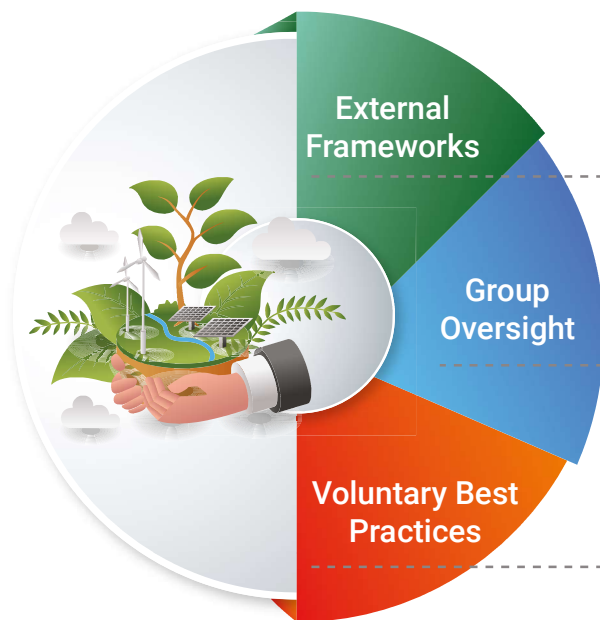 External
Frameworks
Group
Oversight
Voluntary Best
Practices